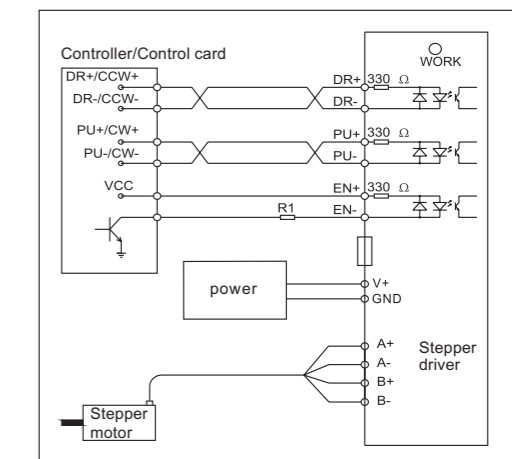 Controller/Control card
WORK
DR+/CCW+
DR+ 330 Ω
DR-/CCW-
DR-
PU+/CW+
PU+ 330 Ω
PU-/CW-
PU-
VCC
EN+ 330 Ω
R1
EN-
power
V+
GND
A+
A-
B+
B-
Stepper
driver
Stepper
motor